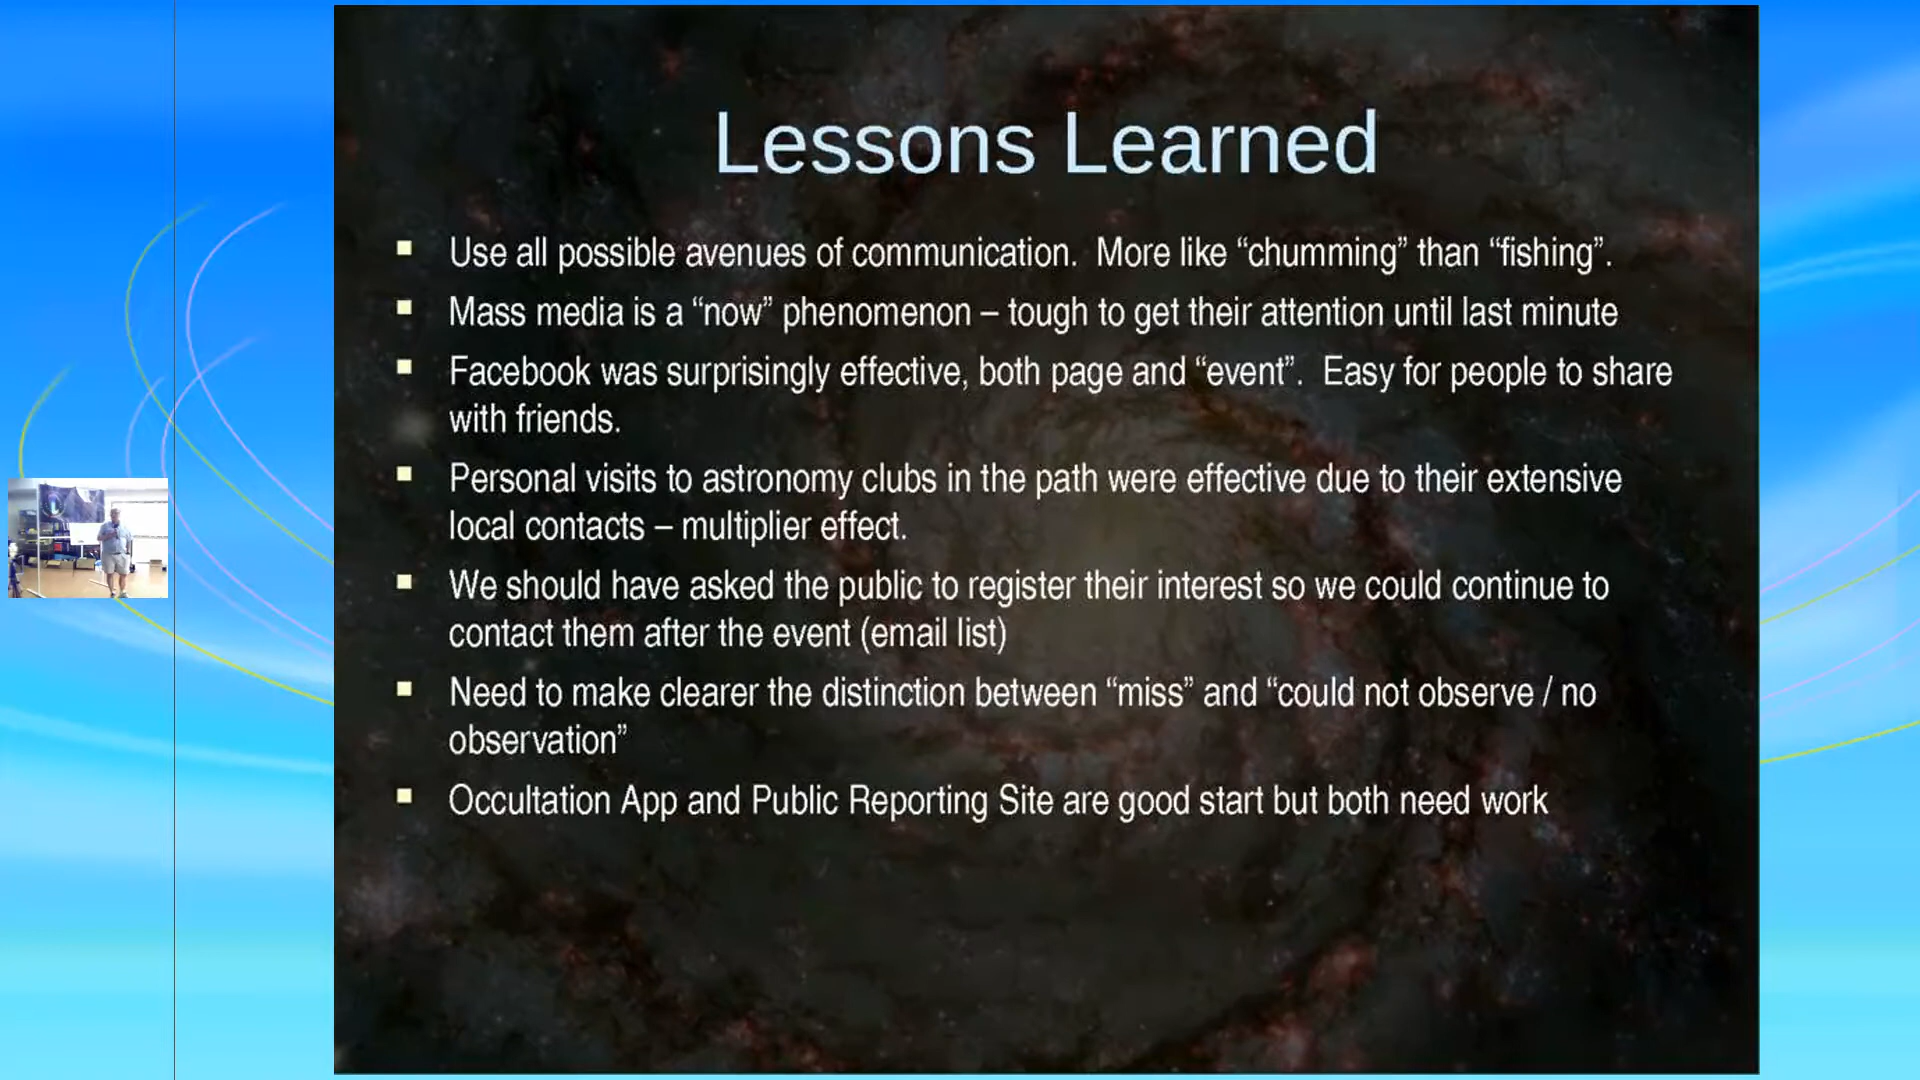 Lessons Learned
Use all possible avenues of communication.  More like “chumming” than “fishing”.
Mass media is a “now” phenomenon – tough to get their attention until last minute
Facebook was surprisingly effective, both page and “event”.  Easy for people to share
with friends.
Personal visits to astronomy clubs in the path were effective due to their extensive
local contacts – multiplier effect.
We should have asked the public to register their interest so we could continue to
contact them after the event (email list)
Need to make clearer the distinction between “miss” and “could not observe / no
observation”
Occultation App and Public Reporting Site are good start but both need work